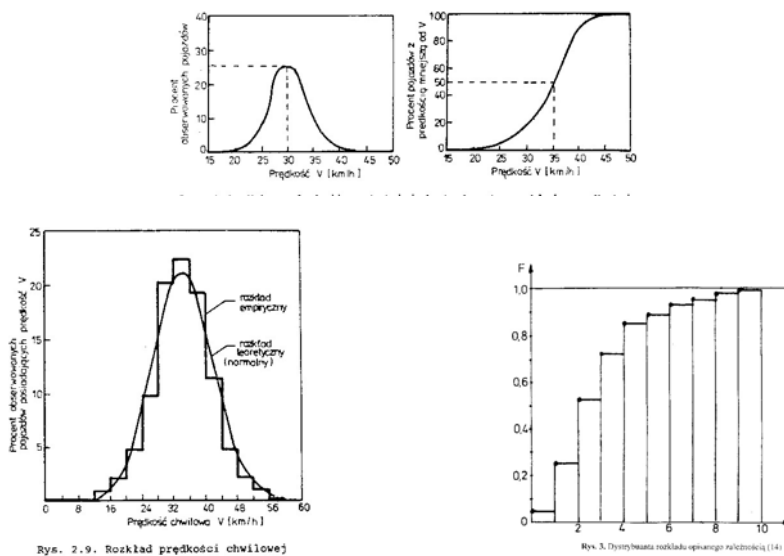 Procent
obserwowanych pojazdów
40
30
20
10
0
15 20 25 30 35 40 45 50
Prędkość V [km/h]
Procent pojazdów z
prędkością mniejszą od V
100
80
50
50
40
20
0
15 20 25 30 35 40 45 50
Prędkość V [km/h]
Procent obserwowanych
pojazdów posiadających prędkość V
25
20
15
10
5
rozkład
empiryczny
rozkład
teoretyczny
(normalny)
0 8 16 24 32 40 48 56 60
Prędkość chwilowa V [km/h]
Rys. 2.9. Rozkład prędkości chwilowej
F
1,0
0,8
0,6
0,4
0,2
0
2 4 6 8 10
Rys. 3. Dystrybuanta rozkładu opisanego zależnością (14)